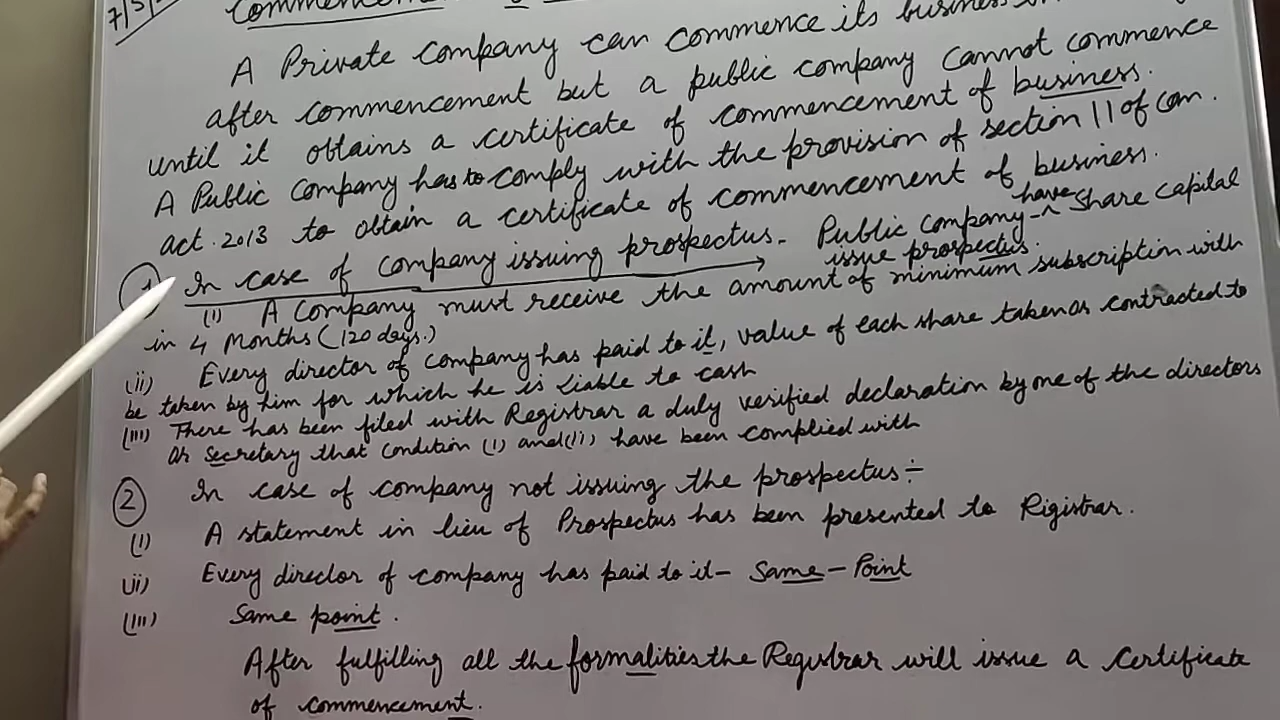 7/5/
Commencement of
A Private Company can commence its business
after commencement but a public company cannot commence
until it obtains a certificate of commencement of business.
A Public Company has to comply with the provision of section 11 of com.
act. 2013 to obtain a certificate of commencement of business.
① In case of Company issuing prospectus - Public Company - have Share Capital
issue prospectus.
(i) A Company must receive the amount of minimum subscription with
in 4 Months (120 days.)
(ii) Every director of company has paid to it, value of each share taken or contracted to
be taken by him for which he is liable to cash
(iii) There has been filed with Registrar a duly verified declaration by one of the directors
or Secretary that condition (i) and (ii) have been complied with
② In case of company not issuing the prospectus ÷
(i) A statement in lieu of Prospectus has been presented to Rigistrar.
(ii) Every director of company has paid to it - Same - Point
(iii) Same point.
After fulfilling all the formalities the Registrar will issue a Certificate
of commencement.